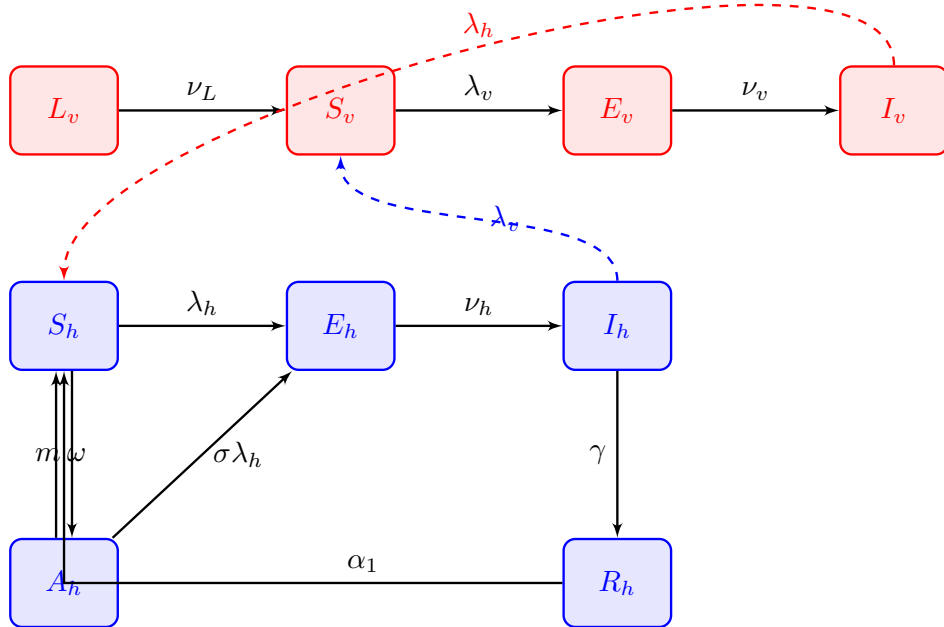 λ_h
L_v ν_L S_v λ_v E_v ν_v I_v
λ_v
S_h λ_h E_h ν_h I_h
m ω σλ_h γ
α_1
A_h R_h